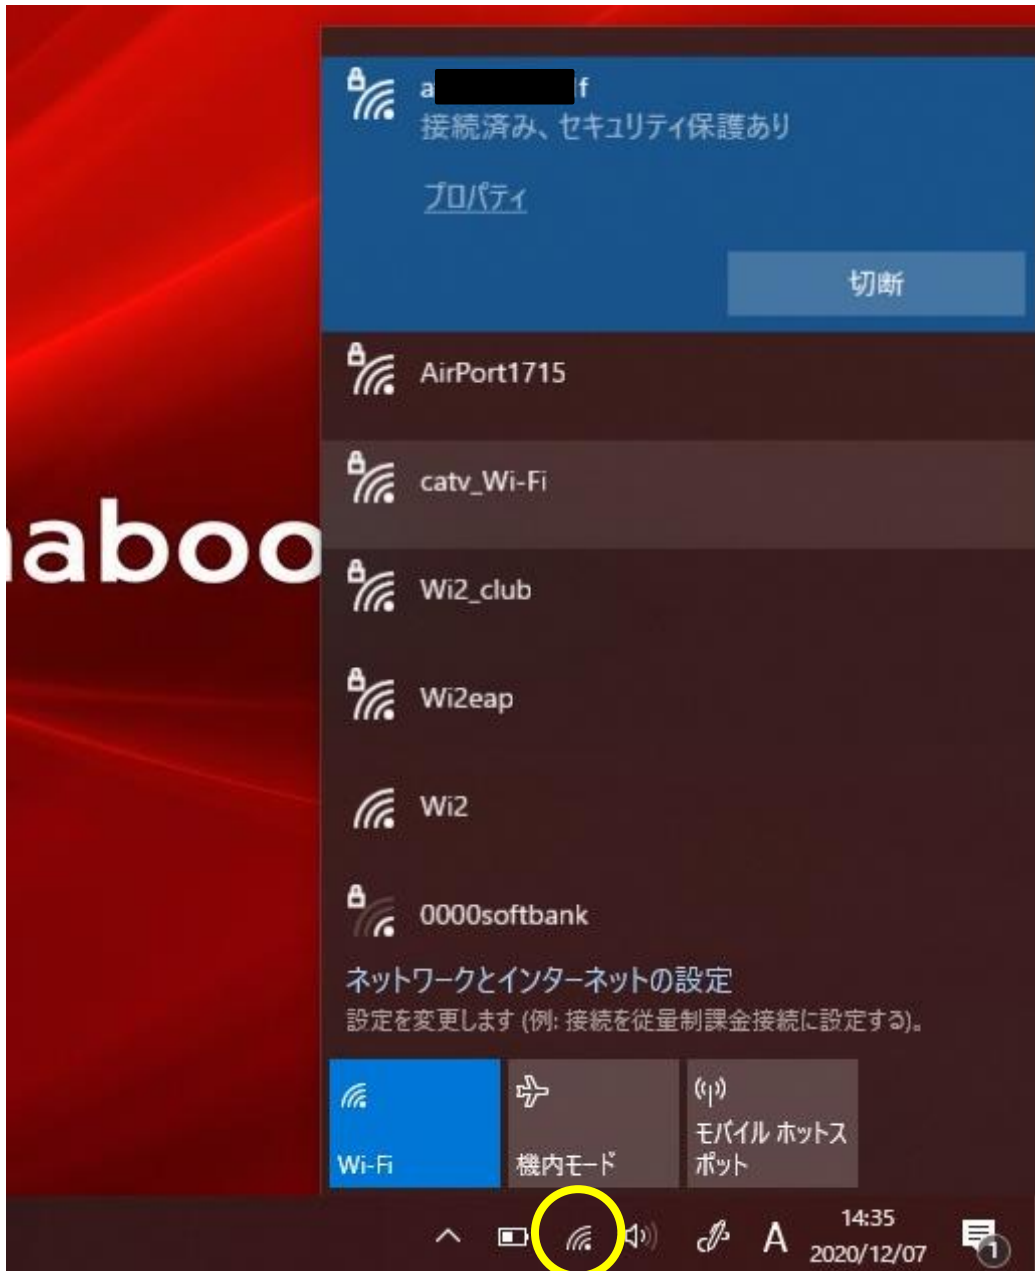 a
f
接続済み、セキュリティ保護あり
プロパティ
切断
AirPort1715
catv_Wi-Fi
aboo
Wi2_club
Wi2eap
Wi2
0000softbank
ネットワークとインターネットの設定
設定を変更します (例: 接続を従量制課金接続に設定する)。
Wi-Fi
機内モード
モバイル ホットス
ポット
A
14:35
2020/12/07
1